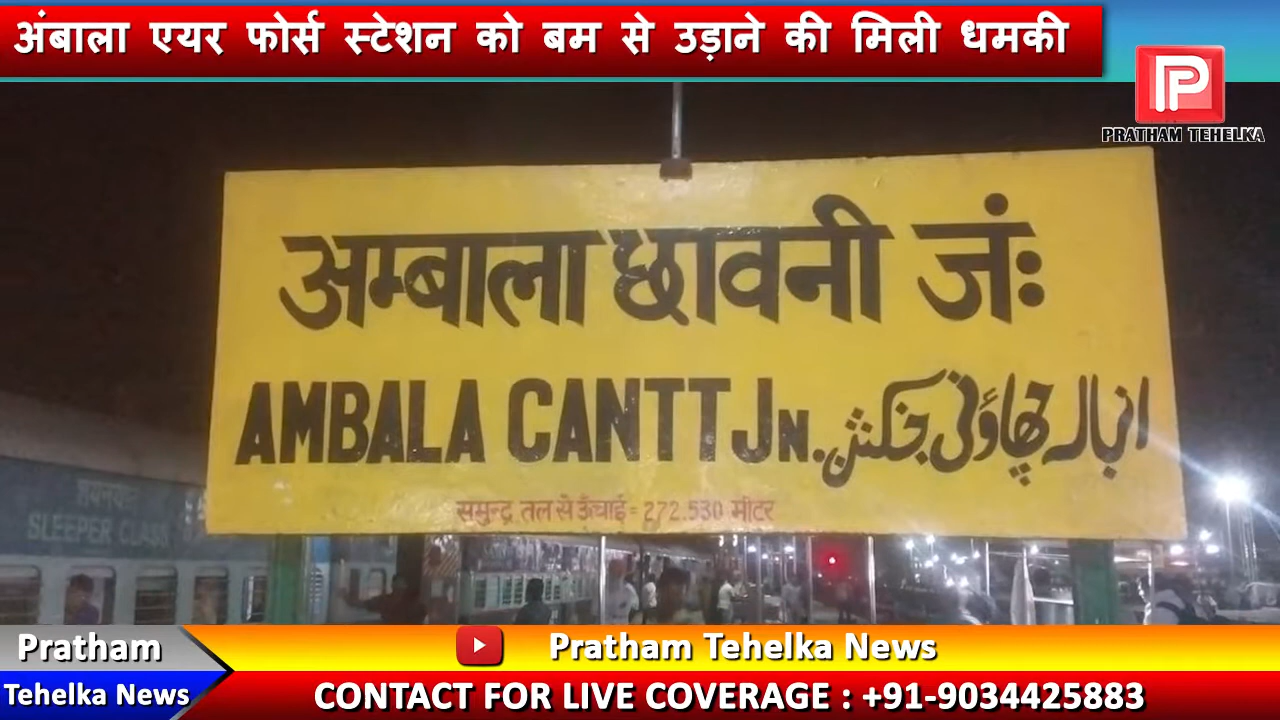 अंबाला एयर फोर्स स्टेशन को बम से उड़ाने की मिली धमकी
PRATHAM TEHELKA
अम्बाला छावनी जं:
AMBALA CANTT Jn. انبالہ چھاؤنی جنکشن
समुन्द्र तल से ऊँचाई = 272.530 मीटर
SLEEPER CLASS
Pratham
Tehelka News
Pratham Tehelka News
CONTACT FOR LIVE COVERAGE : +91-9034425883